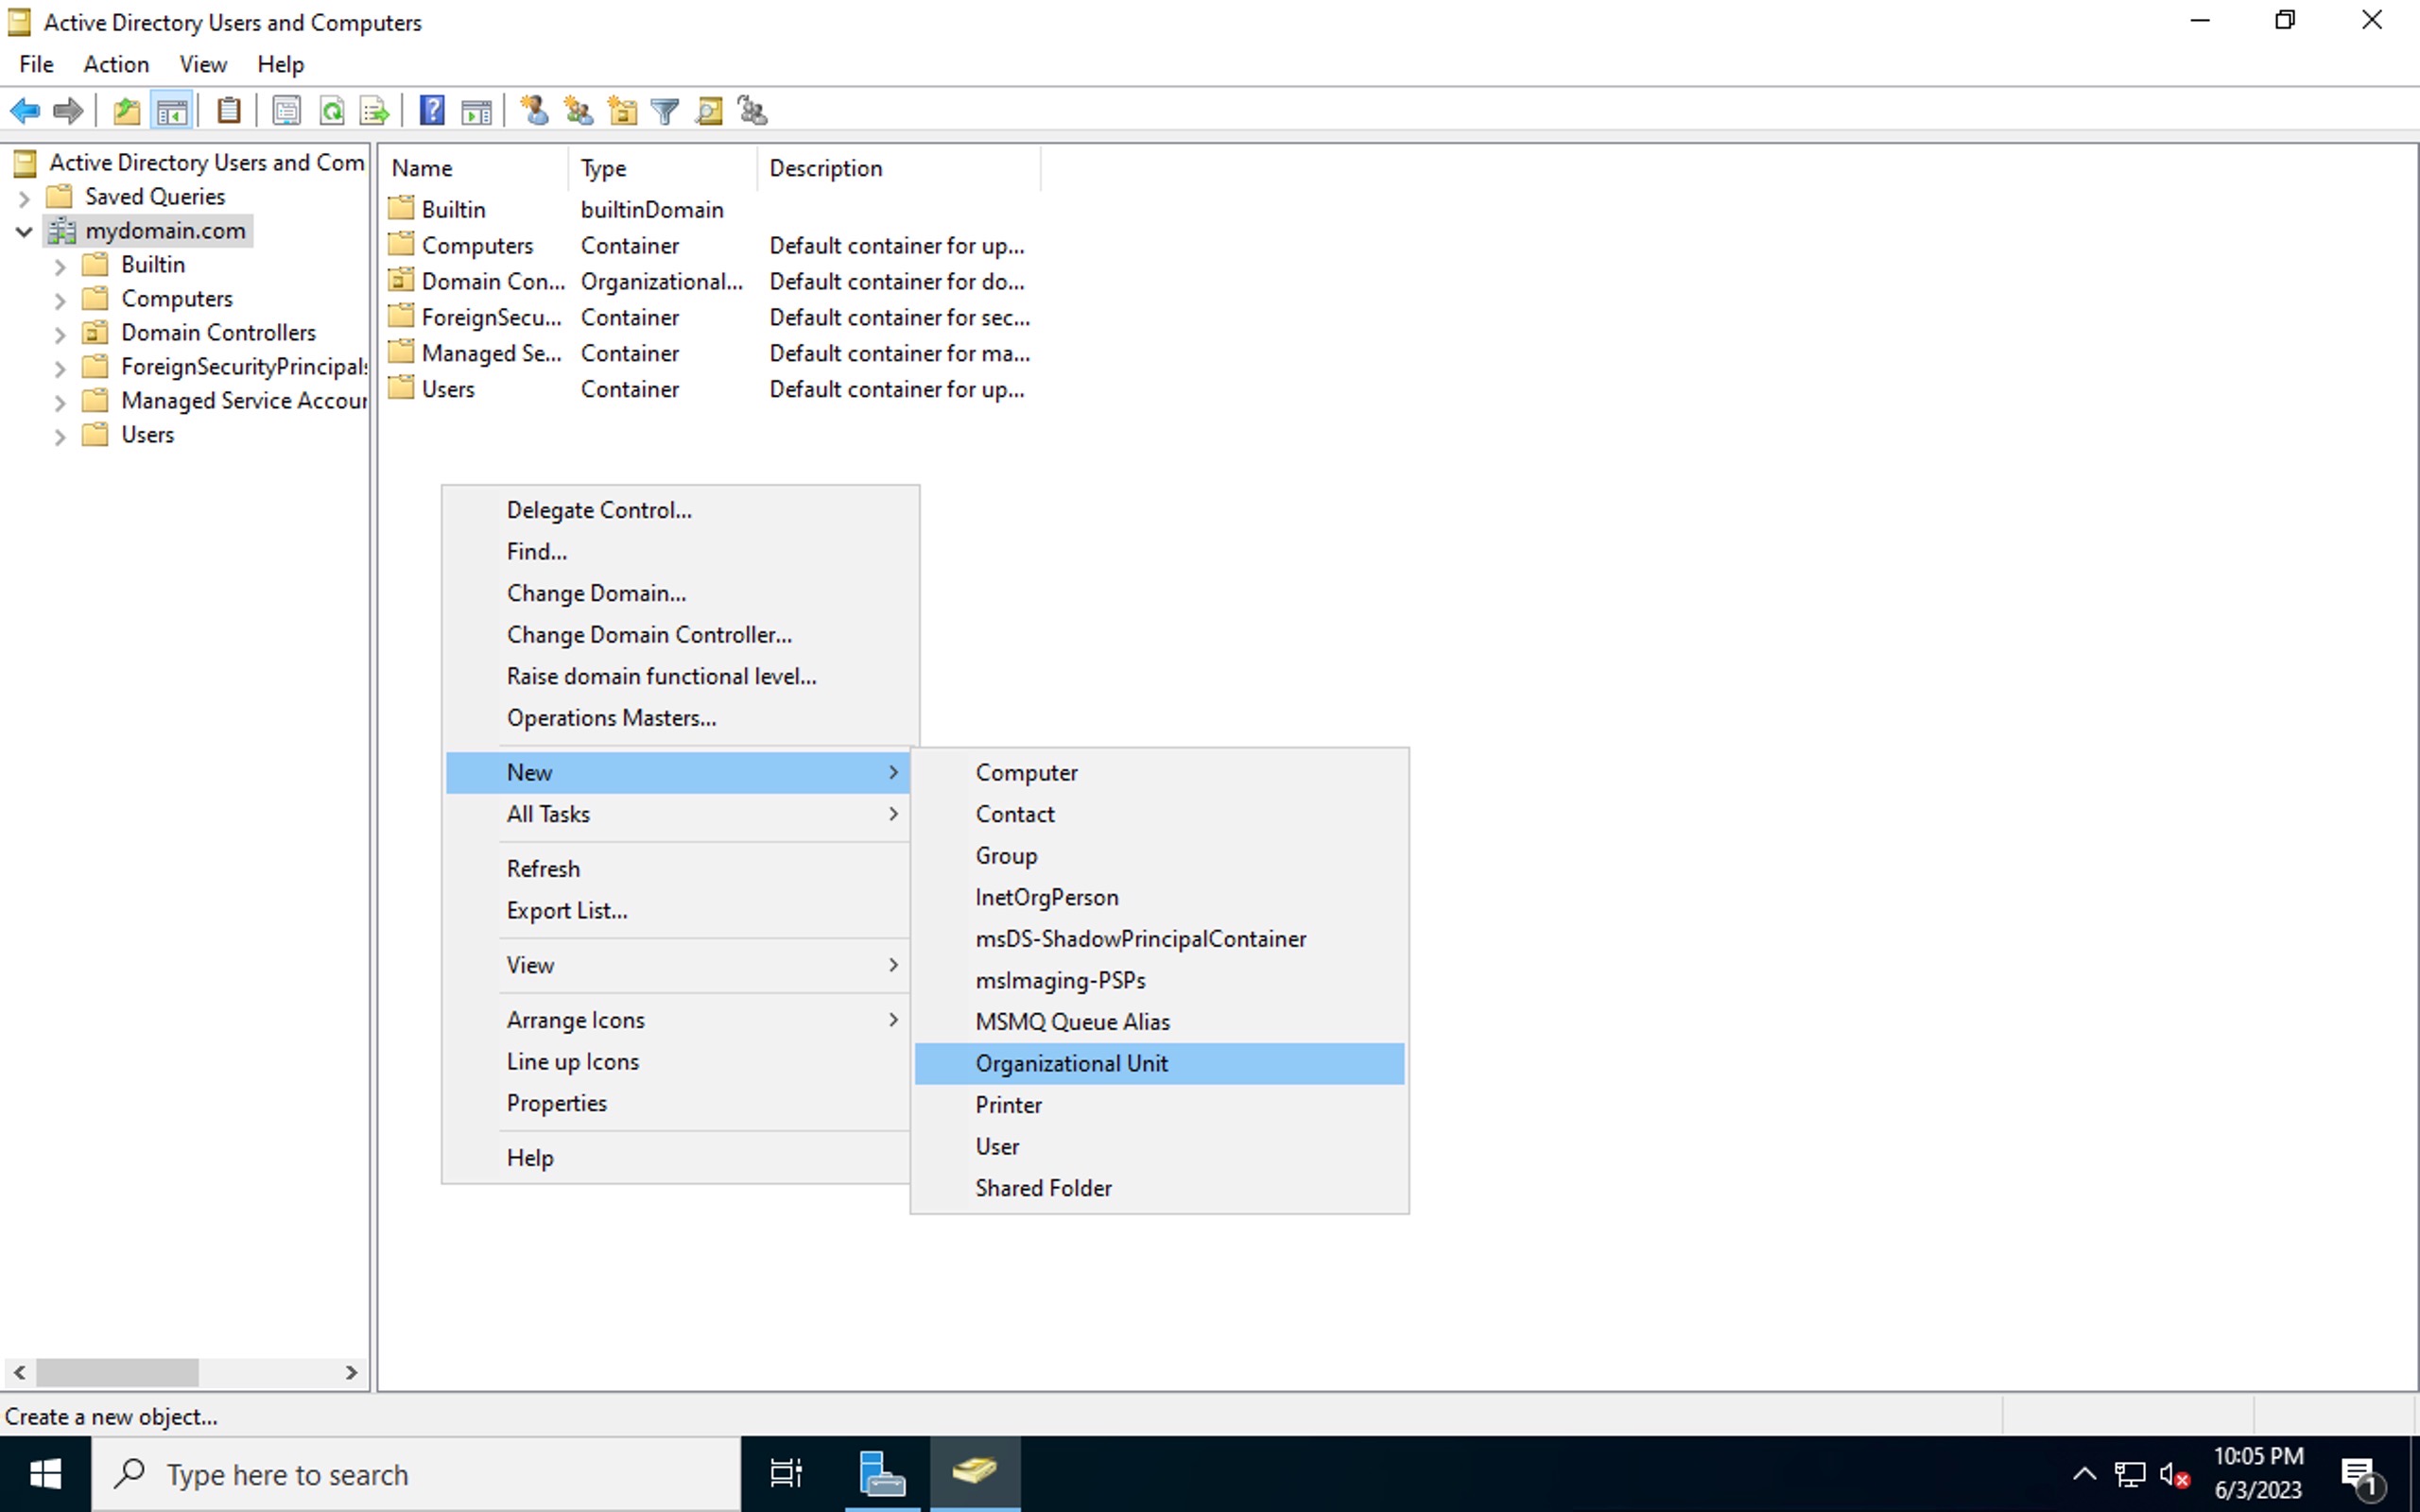 Active Directory Users and Computers
File Action View Help
Active Directory Users and Com
Saved Queries
mydomain.com
Builtin
Computers
Domain Controllers
ForeignSecurityPrincipals
Managed Service Accour
Users
Name Type Description
Builtin builtinDomain
Computers Container Default container for up...
Domain Con... Organizational... Default container for do...
ForeignSecu... Container Default container for sec...
Managed Se... Container Default container for ma...
Users Container Default container for up...
Delegate Control...
Find...
Change Domain...
Change Domain Controller...
Raise domain functional level...
Operations Masters...
New
All Tasks
Refresh
Export List...
View
Arrange Icons
Line up Icons
Properties
Help
Computer
Contact
Group
InetOrgPerson
msDS-ShadowPrincipalContainer
msImaging-PSPs
MSMQ Queue Alias
Organizational Unit
Printer
User
Shared Folder
Create a new object...
Type here to search
10:05 PM
6/3/2023
1